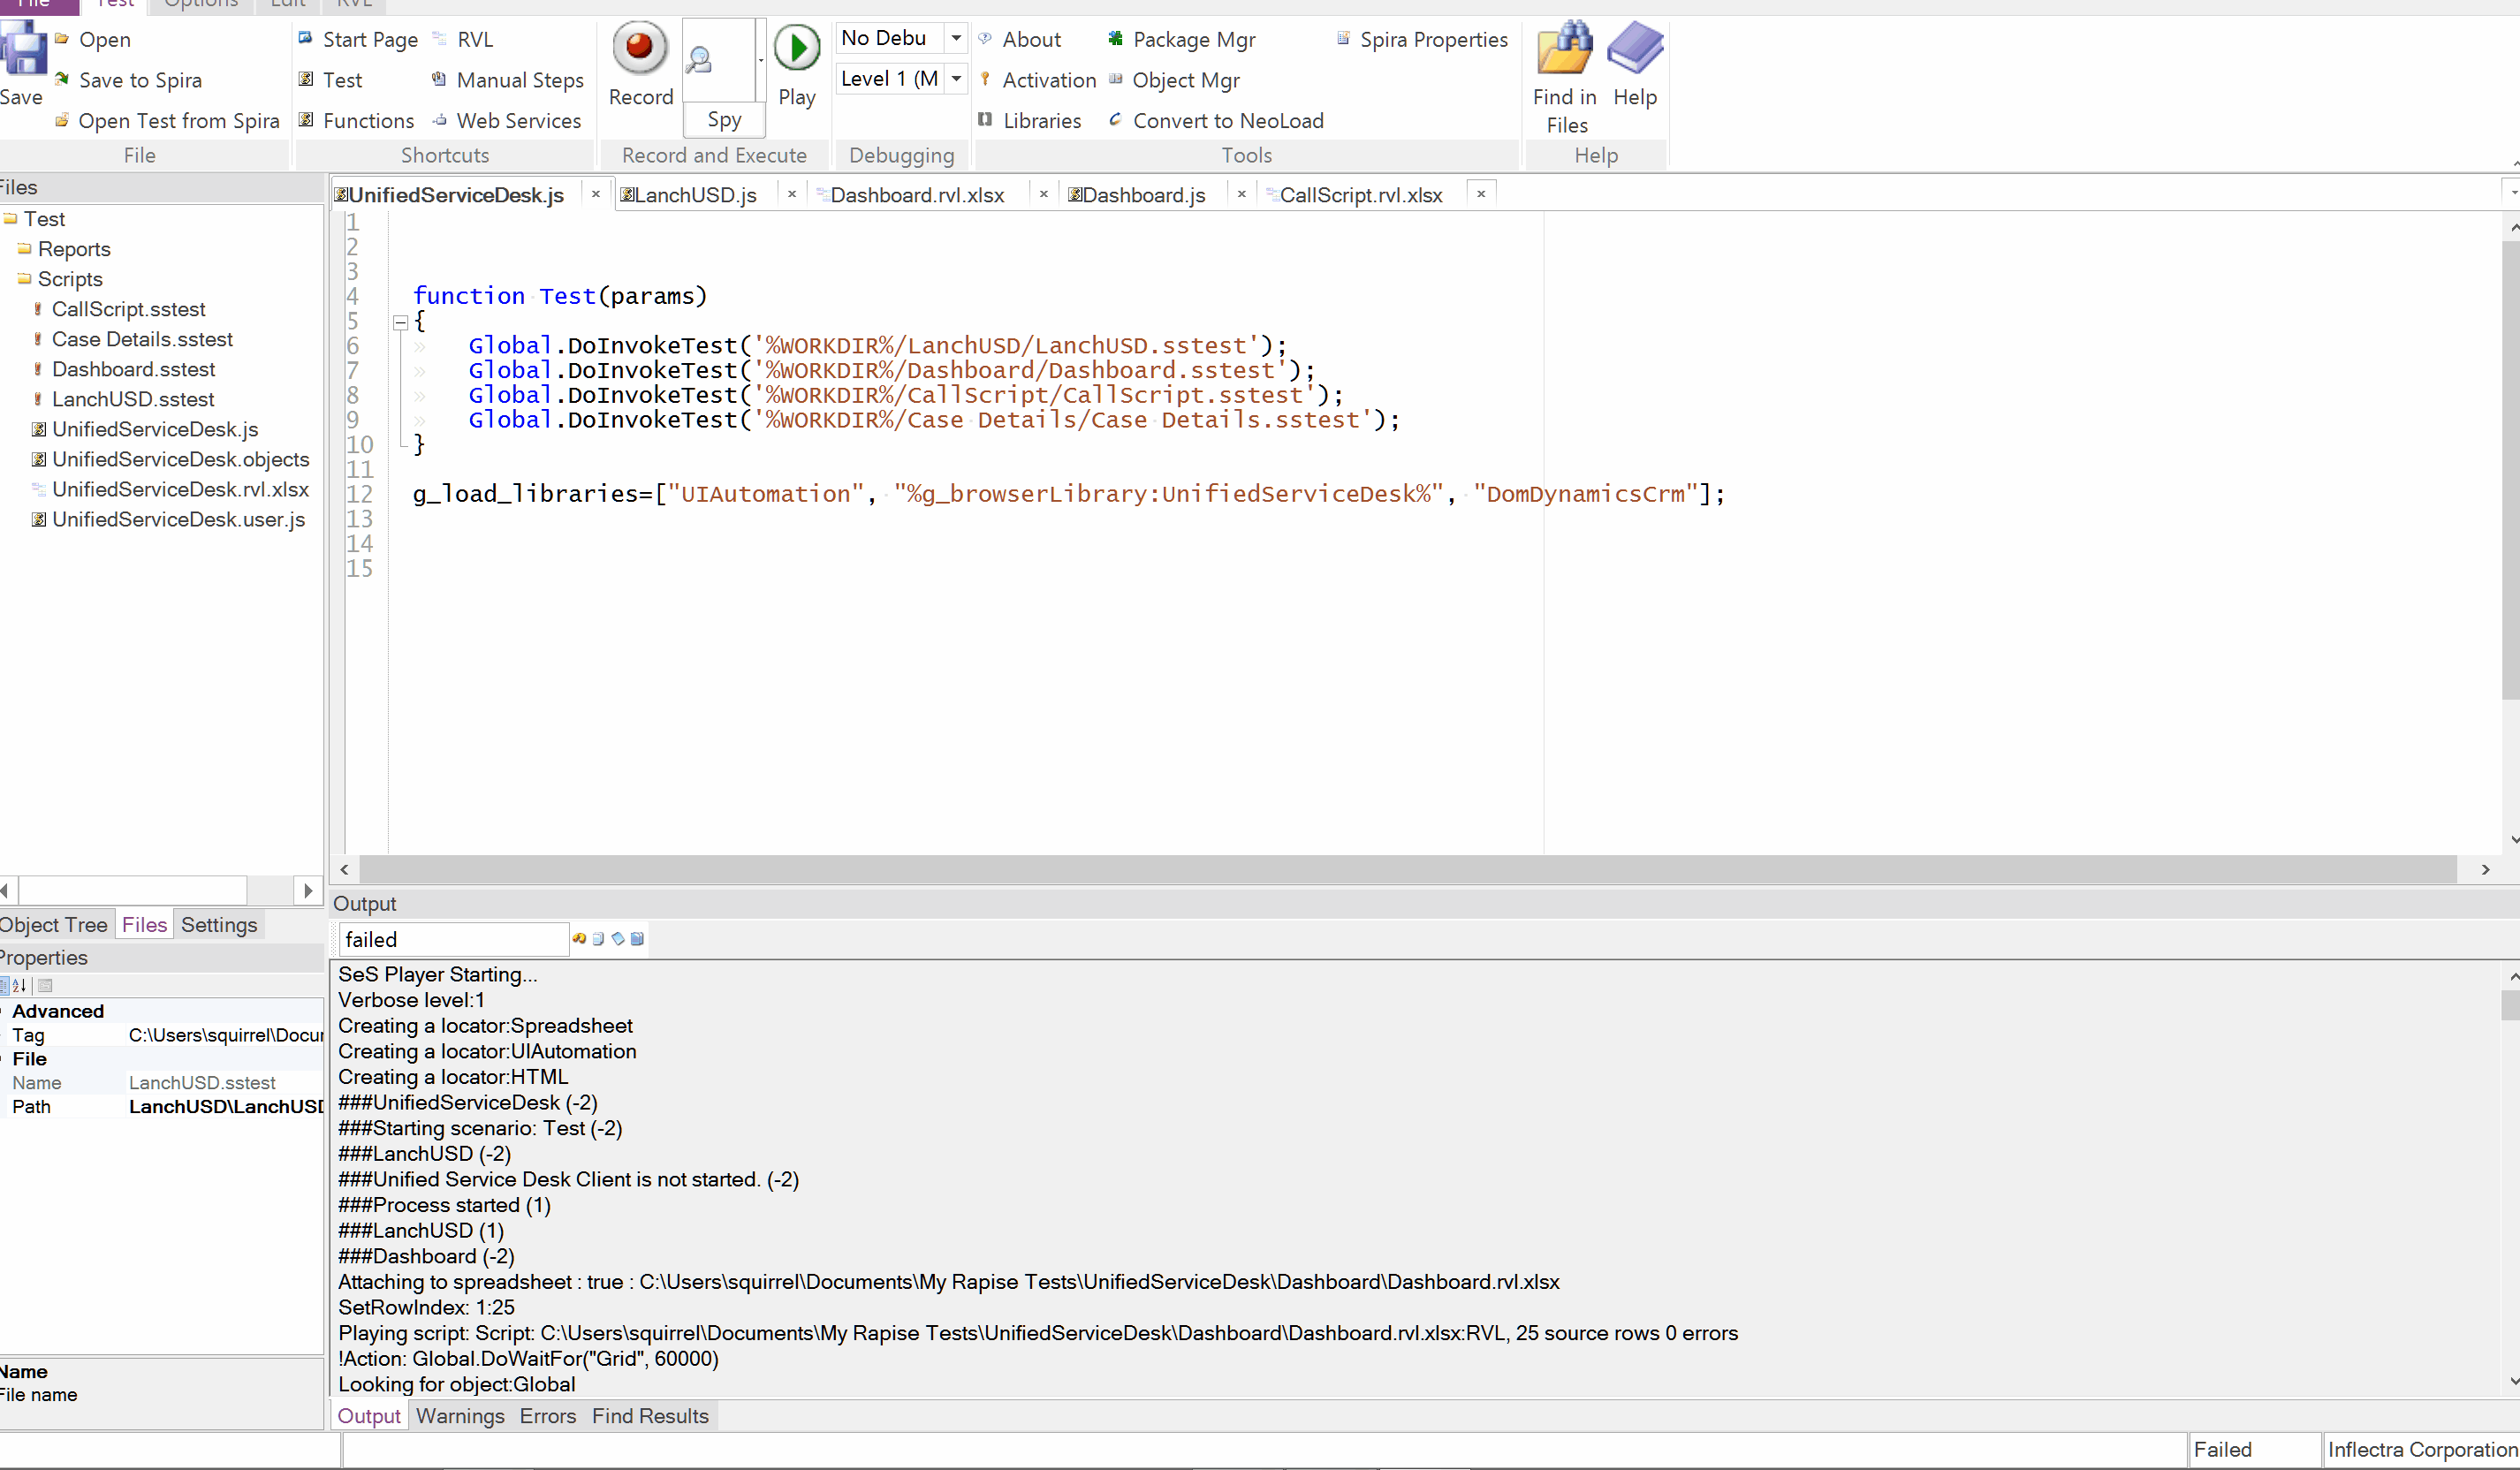 File Test Options Edit RVL
Open
Save to Spira
Open Test from Spira
Save
File
Start Page
Test
Functions
RVL
Manual Steps
Web Services
Shortcuts
Record
Spy
Play
Record and Execute
No Debu
Level 1 (M
Debugging
About
Activation
Libraries
Package Mgr
Object Mgr
Convert to NeoLoad
Spira Properties
Tools
Find in
Files
Help
Help
Files
Test
Reports
Scripts
CallScript.sstest
Case Details.sstest
Dashboard.sstest
LanchUSD.sstest
UnifiedServiceDesk.js
UnifiedServiceDesk.objects
UnifiedServiceDesk.rvl.xlsx
UnifiedServiceDesk.user.js
Object Tree Files Settings
Properties
Advanced
Tag C:\Users\squirrel\Docu
File
Name LanchUSD.sstest
Path LanchUSD\LanchUSD
Name
File name
UnifiedServiceDesk.js × LanchUSD.js × Dashboard.rvl.xlsx × Dashboard.js × CallScript.rvl.xlsx ×
1
2
3
4 function Test(params)
5 {
6 Global.DoInvokeTest('%WORKDIR%/LanchUSD/LanchUSD.sstest');
7 Global.DoInvokeTest('%WORKDIR%/Dashboard/Dashboard.sstest');
8 Global.DoInvokeTest('%WORKDIR%/CallScript/CallScript.sstest');
9 Global.DoInvokeTest('%WORKDIR%/Case Details/Case Details.sstest');
10 }
11
12 g_load_libraries=["UIAutomation", "%g_browserLibrary:UnifiedServiceDesk%", "DomDynamicsCrm"];
13
14
15
Output
failed
SeS Player Starting...
Verbose level:1
Creating a locator:Spreadsheet
Creating a locator:UIAutomation
Creating a locator:HTML
###UnifiedServiceDesk (-2)
###Starting scenario: Test (-2)
###LanchUSD (-2)
###Unified Service Desk Client is not started. (-2)
###Process started (1)
###LanchUSD (1)
###Dashboard (-2)
Attaching to spreadsheet : true : C:\Users\squirrel\Documents\My Rapise Tests\UnifiedServiceDesk\Dashboard\Dashboard.rvl.xlsx
SetRowIndex: 1:25
Playing script: Script: C:\Users\squirrel\Documents\My Rapise Tests\UnifiedServiceDesk\Dashboard\Dashboard.rvl.xlsx:RVL, 25 source rows 0 errors
!Action: Global.DoWaitFor("Grid", 60000)
Looking for object:Global
Output Warnings Errors Find Results
Failed Inflectra Corporation